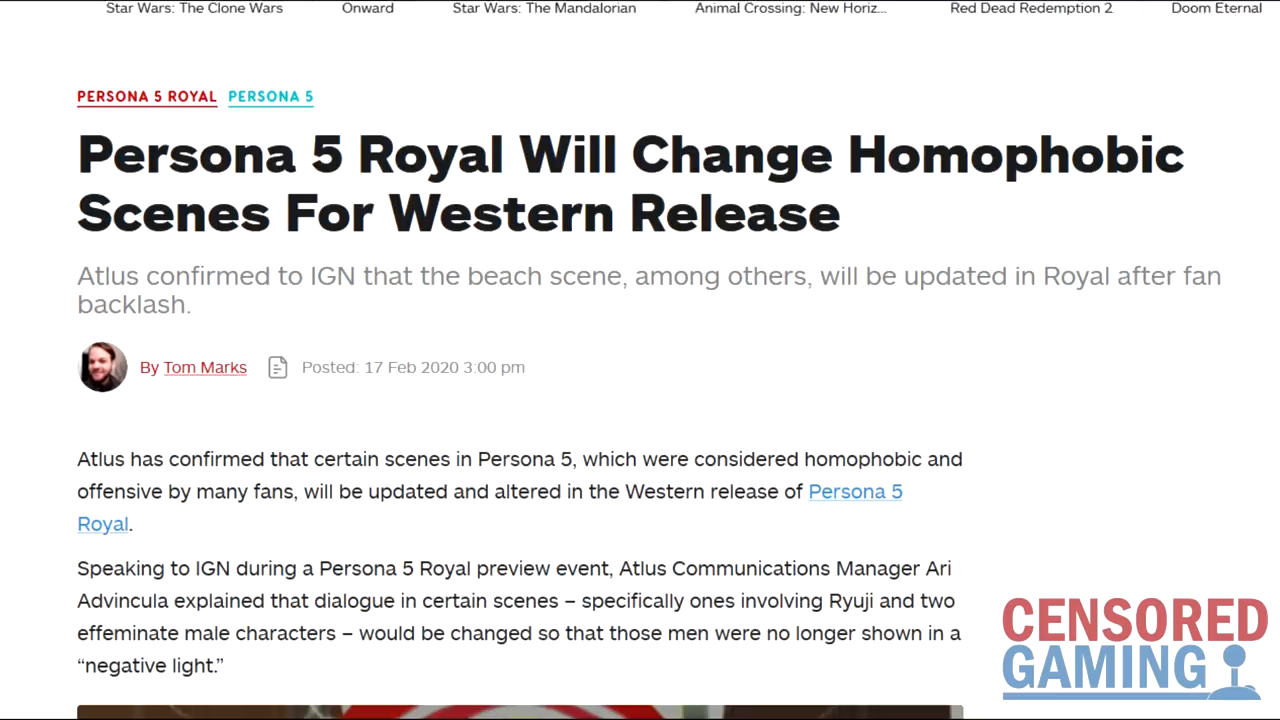 Star Wars: The Clone Wars Onward Star Wars: The Mandalorian Animal Crossing: New Horiz... Red Dead Redemption 2 Doom Eternal
PERSONA 5 ROYAL PERSONA 5
Persona 5 Royal Will Change Homophobic
Scenes For Western Release
Atlus confirmed to IGN that the beach scene, among others, will be updated in Royal after fan
backlash.
By Tom Marks Posted: 17 Feb 2020 3:00 pm
Atlus has confirmed that certain scenes in Persona 5, which were considered homophobic and
offensive by many fans, will be updated and altered in the Western release of Persona 5
Royal.
Speaking to IGN during a Persona 5 Royal preview event, Atlus Communications Manager Ari
Advincula explained that dialogue in certain scenes – specifically ones involving Ryuji and two
effeminate male characters – would be changed so that those men were no longer shown in a
“negative light.”
CENSORED
GAMING